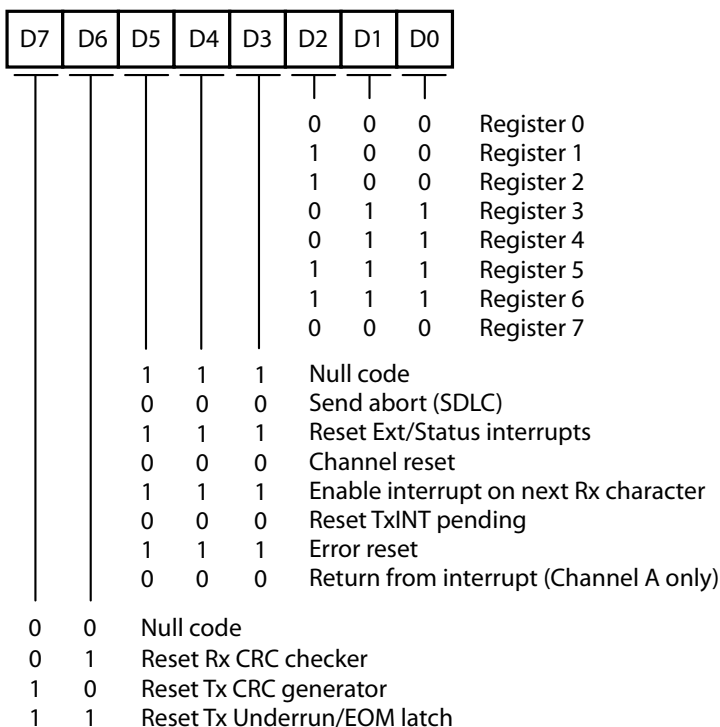 D7 D6 D5 D4 D3 D2 D1 D0
0 0 0 Register 0
1 0 0 Register 1
1 0 0 Register 2
0 1 1 Register 3
0 1 1 Register 4
1 1 1 Register 5
1 1 1 Register 6
0 0 0 Register 7
1 1 1 Null code
0 0 0 Send abort (SDLC)
1 1 1 Reset Ext/Status interrupts
0 0 0 Channel reset
1 1 1 Enable interrupt on next Rx character
0 0 0 Reset TxINT pending
1 1 1 Error reset
0 0 0 Return from interrupt (Channel A only)
0 0 Null code
0 1 Reset Rx CRC checker
1 0 Reset Tx CRC generator
1 1 Reset Tx Underrun/EOM latch